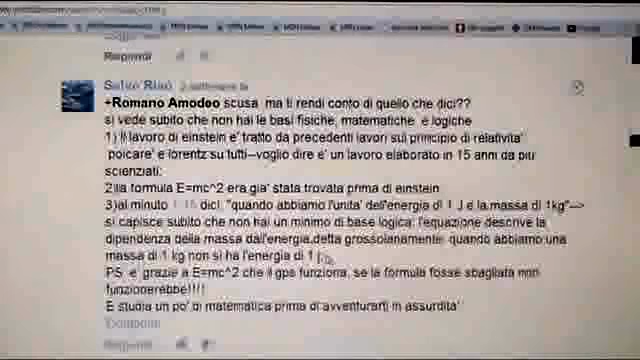 Rispondi
Salvo Riao 2 settimane fa
+Romano Amodeo scusa ma ti rendi conto di quello che dici??
si vede subito che non hai le basi fisiche, matematiche e logiche
1) Il lavoro di einstein e' tratto da precedenti lavori sul principio di relativita'
poicare' e lorentz su tutti--voglio dire e' un lavoro elaborato in 15 anni da piu
scienziati.
2)la formula E=mc^2 era gia' stata trovata prima di einstein
3)al minuto 1:15 dici: "quando abbiamo l'unita' dell'energia di 1 J e la massa di 1kg"-->
si capisce subito che non hai un minimo di base logica: l'equazione descrive la
dipendenza della massa dall'energia.detta grossolanamente: quando abbiamo una
massa di 1 kg non si ha l'energia di 1 j
PS. e' grazie a E=mc^2 che il gps funziona, se la formula fosse sbagliata non
funzionerebbe!!!!
E studia un po' di matematica prima di avventurarti in assurdita'
Rispondi